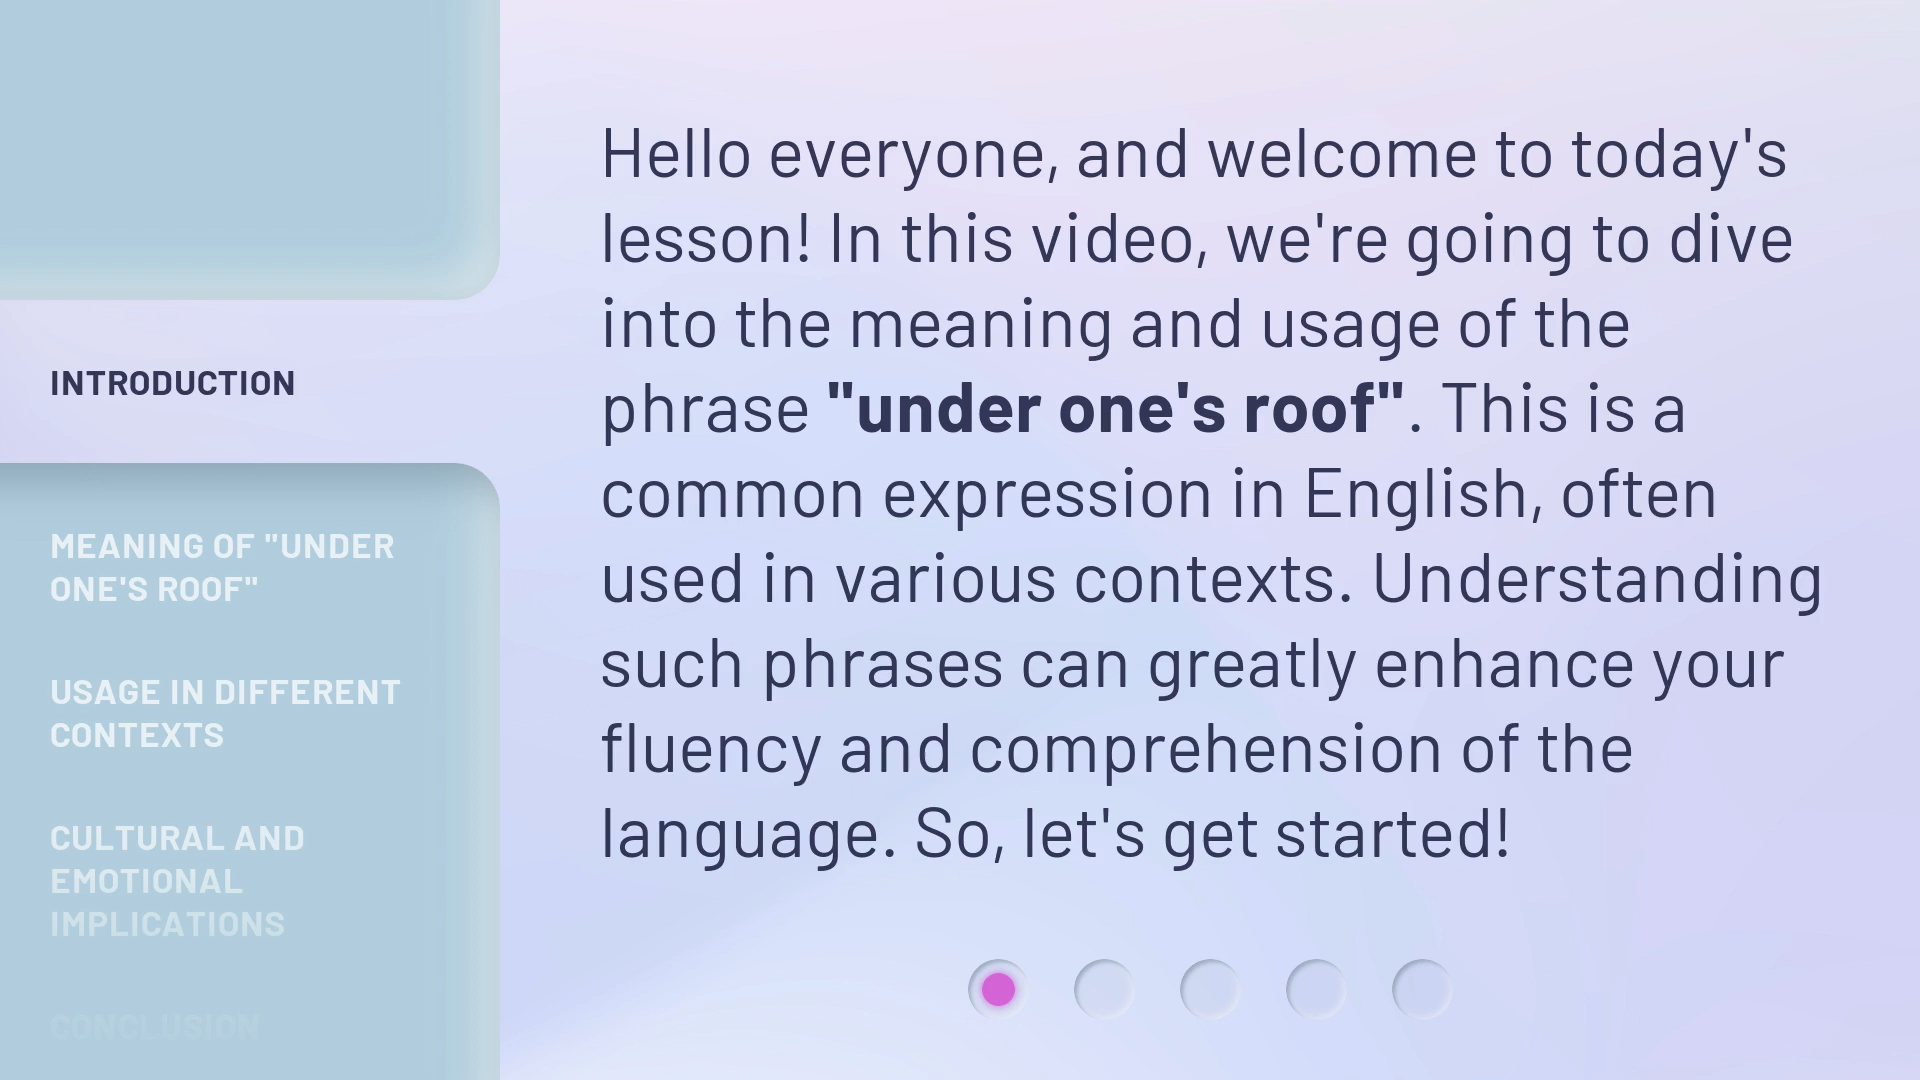 INTRODUCTION
MEANING OF "UNDER
ONE'S ROOF"
USAGE IN DIFFERENT
CONTEXTS
CULTURAL AND
EMOTIONAL
IMPLICATIONS
CONCLUSION
Hello everyone, and welcome to today's
lesson! In this video, we're going to dive
into the meaning and usage of the
phrase "under one's roof". This is a
common expression in English, often
used in various contexts. Understanding
such phrases can greatly enhance your
fluency and comprehension of the
language. So, let's get started!